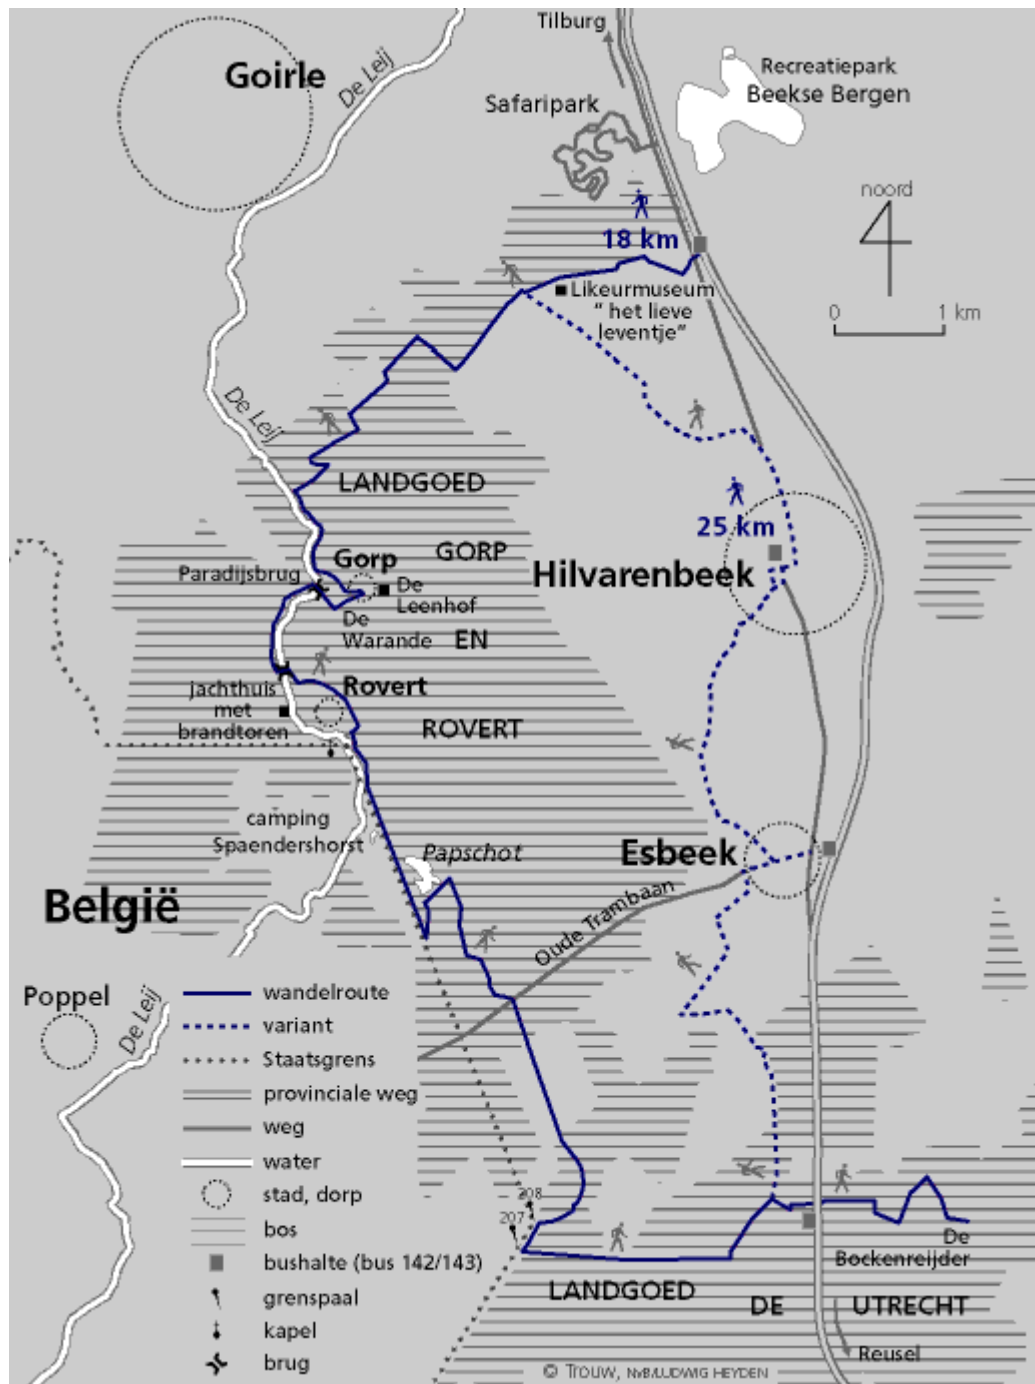 Tilburg
Goirle
De Leij
Recreatiepark
Beekse Bergen
Safaripark
noord
18 km
0 1 km
Likeurmuseum
“ het lieve
leventje”
De Leij
LANDGOED
25 km
GORP
Gorp
Paradijsbrug
De
Leenhof
Hilvarenbeek
De
Warande
EN
jachthuis
met
brandtoren
Rovert
ROVERT
camping
Spaendershorst
Papschot
Esbeek
België
Oude Trambaan
Poppel
De Leij
wandelroute
variant
Staatsgrens
provinciale weg
weg
water
stad, dorp
bos
bushalte (bus 142/143)
grenspaal
kapel
brug
208
207
De
Bockenreijder
LANDGOED
DE
UTRECHT
Reusel
© TROUW, NvB/LUDWIG HEYDEN